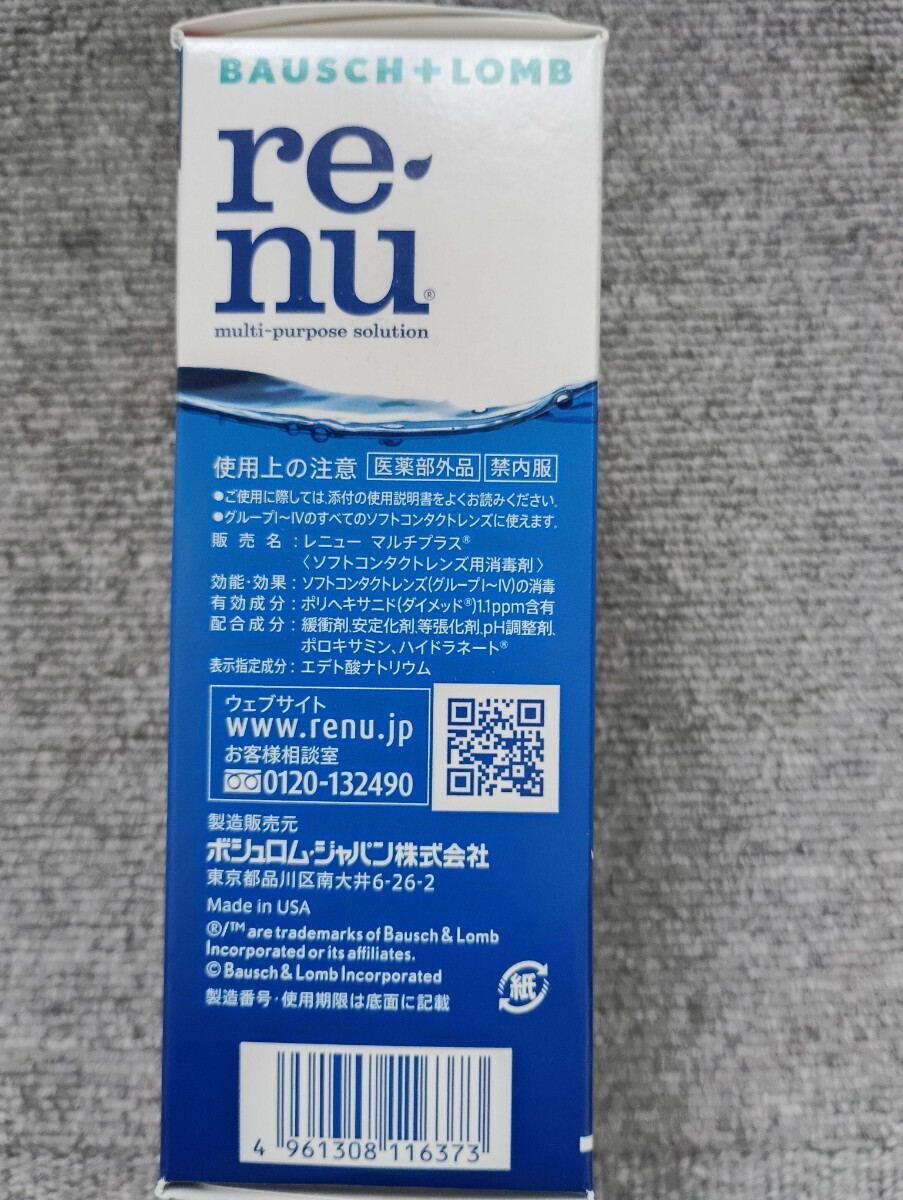 BAUSCH+LOMB
re
nu®
multi-purpose solution
使用上の注意 医薬部外品 禁内服
●ご使用に際しては、添付の使用説明書をよくお読みください。
●グループI〜IVのすべてのソフトコンタクトレンズに使えます。
販売名：レニュー マルチプラス®
〈ソフトコンタクトレンズ用消毒剤〉
効能・効果：ソフトコンタクトレンズ(グループI〜IV)の消毒
有効成分：ポリヘキサニド(ダイメッド®)1.1ppm含有
配合成分：緩衝剤、安定化剤、等張化剤、pH調整剤、
ポロキサミン、ハイドラネート®
表示指定成分：エデト酸ナトリウム
ウェブサイト
www.renu.jp
お客様相談室
0120-132490
製造販売元
ボシュロム・ジャパン株式会社
東京都品川区南大井6-26-2
Made in USA
®/™ are trademarks of Bausch & Lomb
Incorporated or its affiliates.
© Bausch & Lomb Incorporated
製造番号・使用期限は底面に記載
紙
4 961308 116373